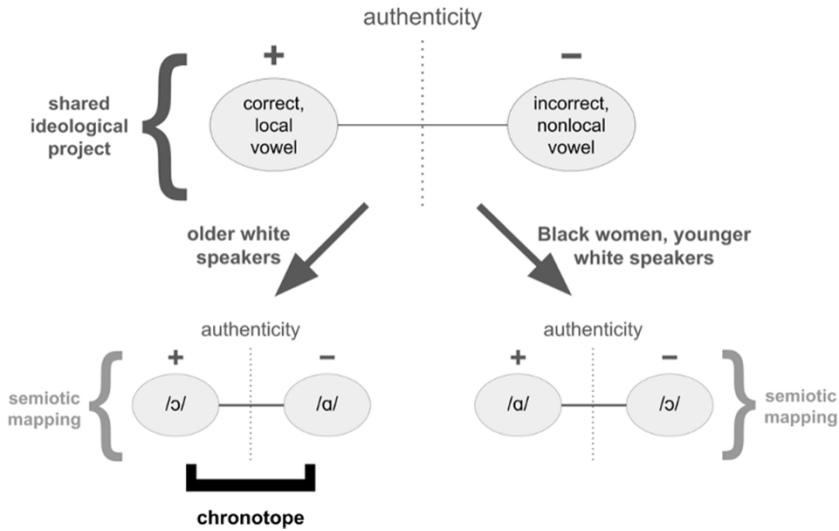 authenticity
+
−
shared
ideological
project
correct,
local
vowel
incorrect,
nonlocal
vowel
older white
speakers
Black women, younger
white speakers
authenticity
+
−
semiotic
mapping
/ɔ/
/ɑ/
chronotope
authenticity
+
−
/ɑ/
/ɔ/
semiotic
mapping